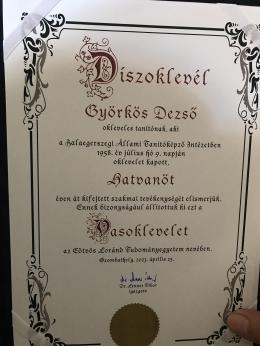 Díszoklevél
Györkös Dezső
okleveles tanítónak, aki
a Zalaegerszegi Állami Tanítóképző Intézetben
1958. év július hó 9. napján
oklevelet kapott,
Hatvanöt
éven át kifejtett szakmai tevékenységét elismerjük.
Ennek bizonyságául állítottuk ki ezt a
Vasoklevelet
az Eötvös Loránd Tudományegyetem nevében.
Szombathely, 2023. április 25.
Dr.
igazgató